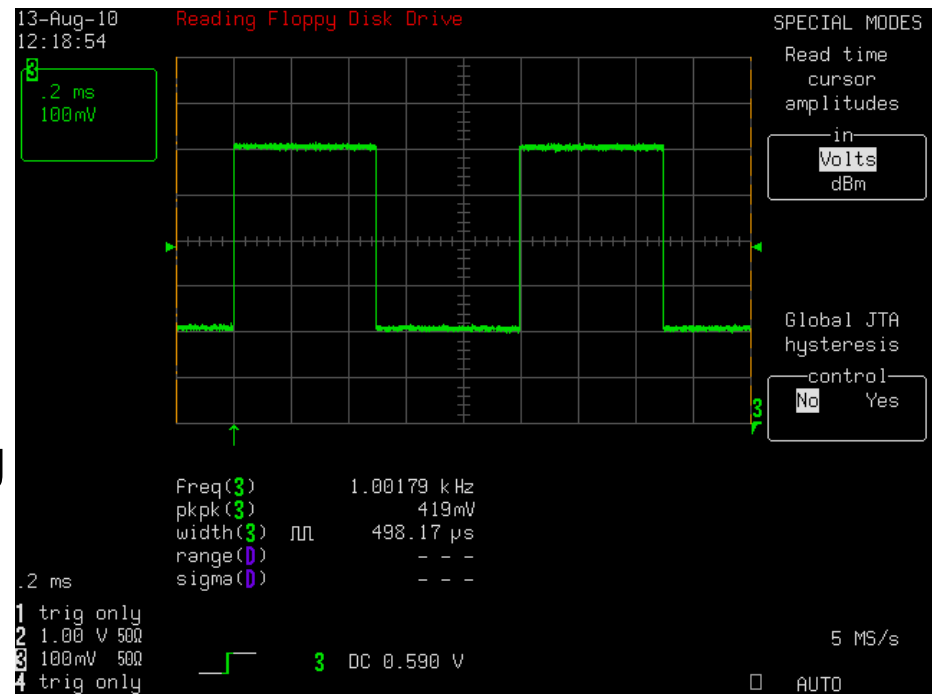 13-Aug-10
12:18:54
Reading Floppy Disk Drive
SPECIAL MODES
3
.2 ms
100mV
Read time
cursor
amplitudes
in
Volts
dBm
Global JTA
hysteresis
control
No Yes
3
freq(3) 1.00179 kHz
pkpk(3) 419mV
width(3) 498.17 µs
range(D) - - -
sigma(D) - - -
.2 ms
1 trig only
2 1.00 V 50Ω
3 100mV 50Ω
4 trig only
3 DC 0.590 V
5 MS/s
AUTO